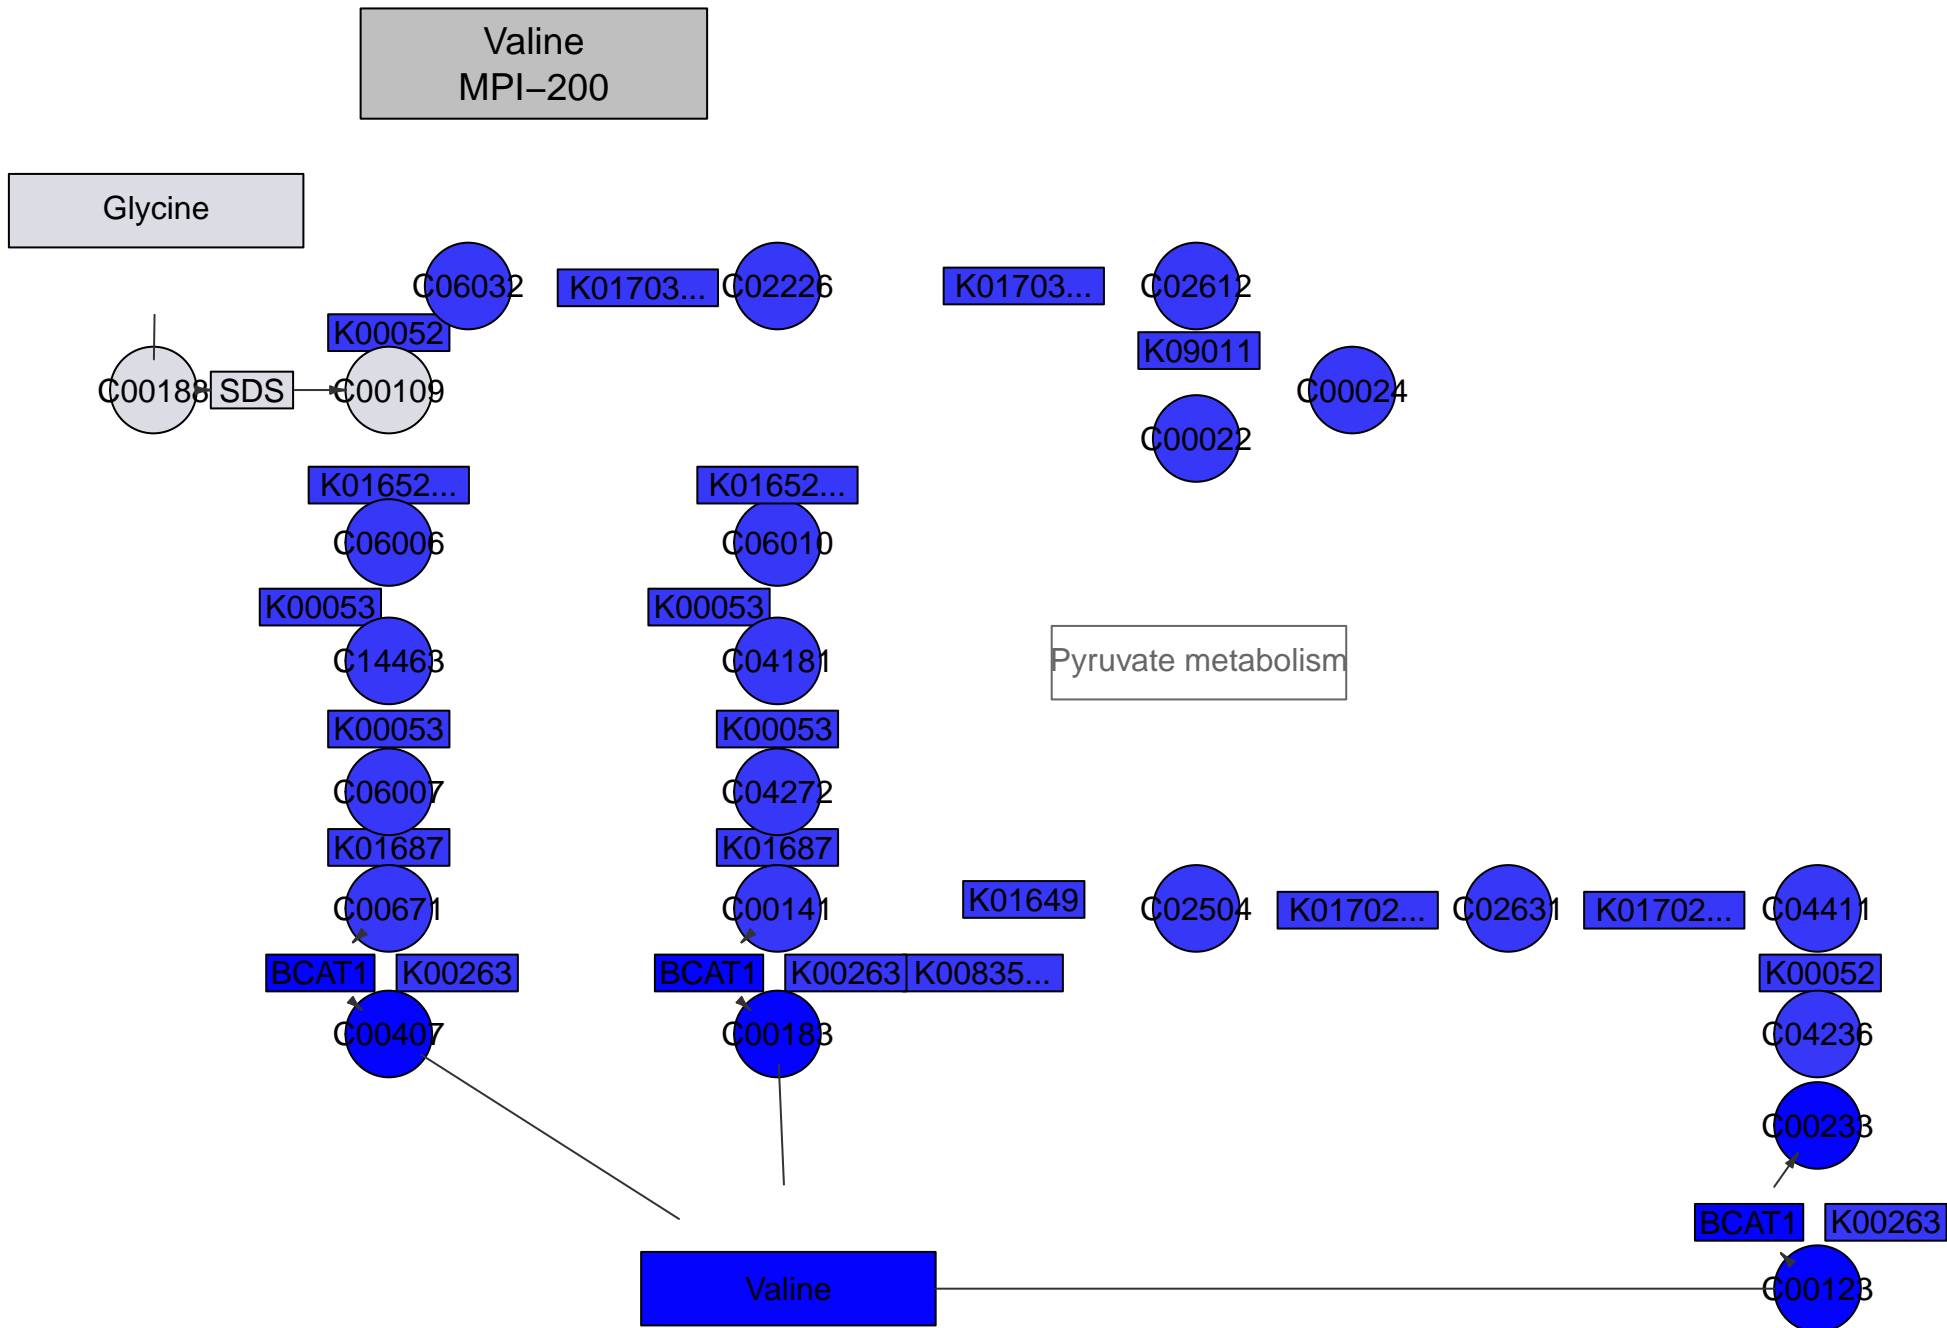 Valine
MPI−200
Glycine
C06032
K01703...
C02226
K01703...
C02612
K00052
K09011
C00188
SDS
C00109
C00024
C00022
K01652...
K01652...
C06006
C06010
K00053
K00053
C14463
C04181
Pyruvate metabolism
K00053
K00053
C06007
C04272
K01687
K01687
C00671
C00141
K01649
C02504
K01702...
C02631
K01702...
C04411
BCAT1
K00263
BCAT1
K00263
K00835...
K00052
C00407
C00183
C04236
C00233
BCAT1
K00263
Valine
C00123